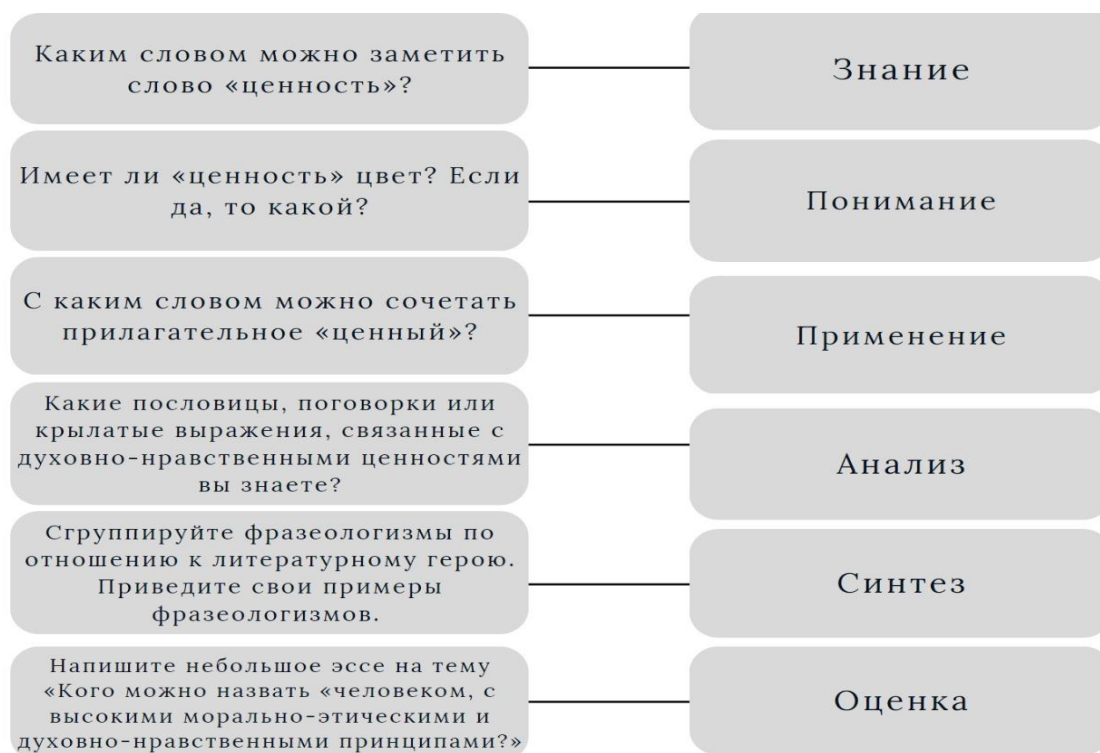 Каким словом можно заметить
слово «ценность»?
Знание
Имеет ли «ценность» цвет? Если
да, то какой?
Понимание
С каким словом можно сочетать
прилагательное «ценный»?
Применение
Какие пословицы, поговорки или
крылатые выражения, связанные с
духовно-нравственными ценностями
вы знаете?
Анализ
Сгруппируйте фразеологизмы по
отношению к литературному герою.
Приведите свои примеры
фразеологизмов.
Синтез
Напишите небольшое эссе на тему
«Кого можно назвать «человеком, с
высокими морально-этическими и
духовно-нравственными принципами?»
Оценка